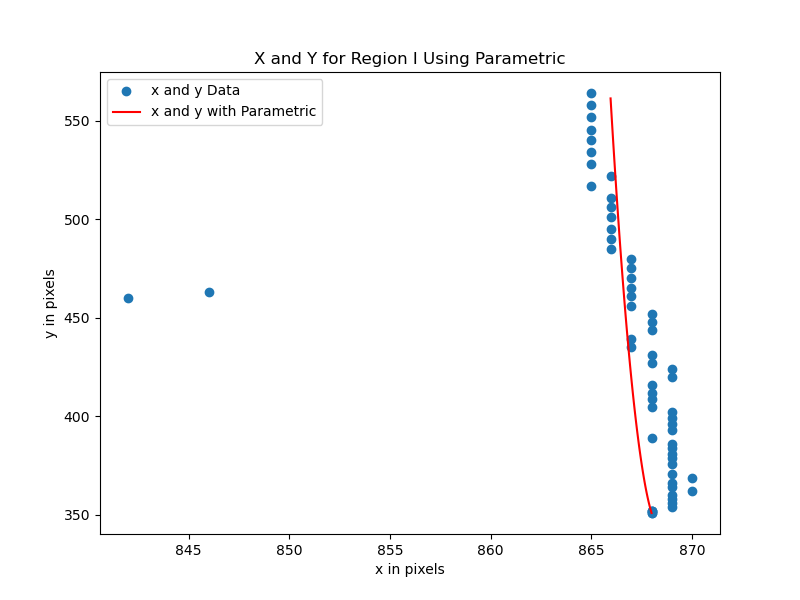 X and Y for Region I Using Parametric
x and y Data
x and y with Parametric
550
500
450
400
350
y in pixels
845 850 855 860 865 870
x in pixels